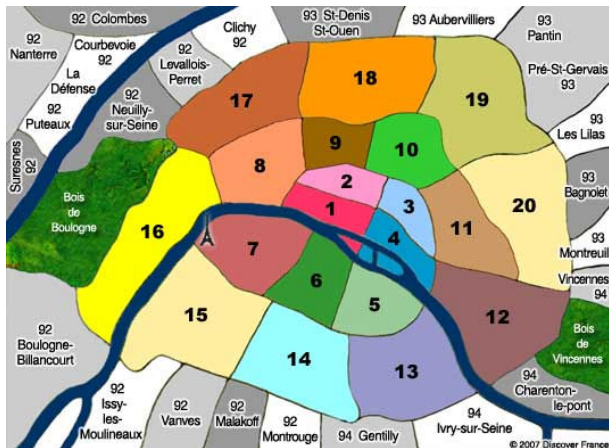 92
Nanterre
92 Colombes
Courbevoie
92
La
Défense
92
Puteaux
Suresnes
92
92
Levallois-
Perret
92
Neuilly-
sur-Seine
Clichy
92
93 St-Denis
St-Ouen
93 Aubervilliers
93
Pantin
Pré-St-Gervais
93
93
Les Lilas
93
Bagnolet
93
Montreuil
Vincennes
94
Bois
de
Vincennes
94
Charenton-
le-pont
94
Ivry-sur-Seine
94 Gentilly
92
Montrouge
92
Malakoff
92
Vanves
92
Issy-
les-
Moulineaux
92
Boulogne-
Billancourt
Bois
de
Boulogne
17
18
19
8
9
10
2
1
3
4
11
20
16
7
6
5
12
15
14
13
© 2007 Discover France